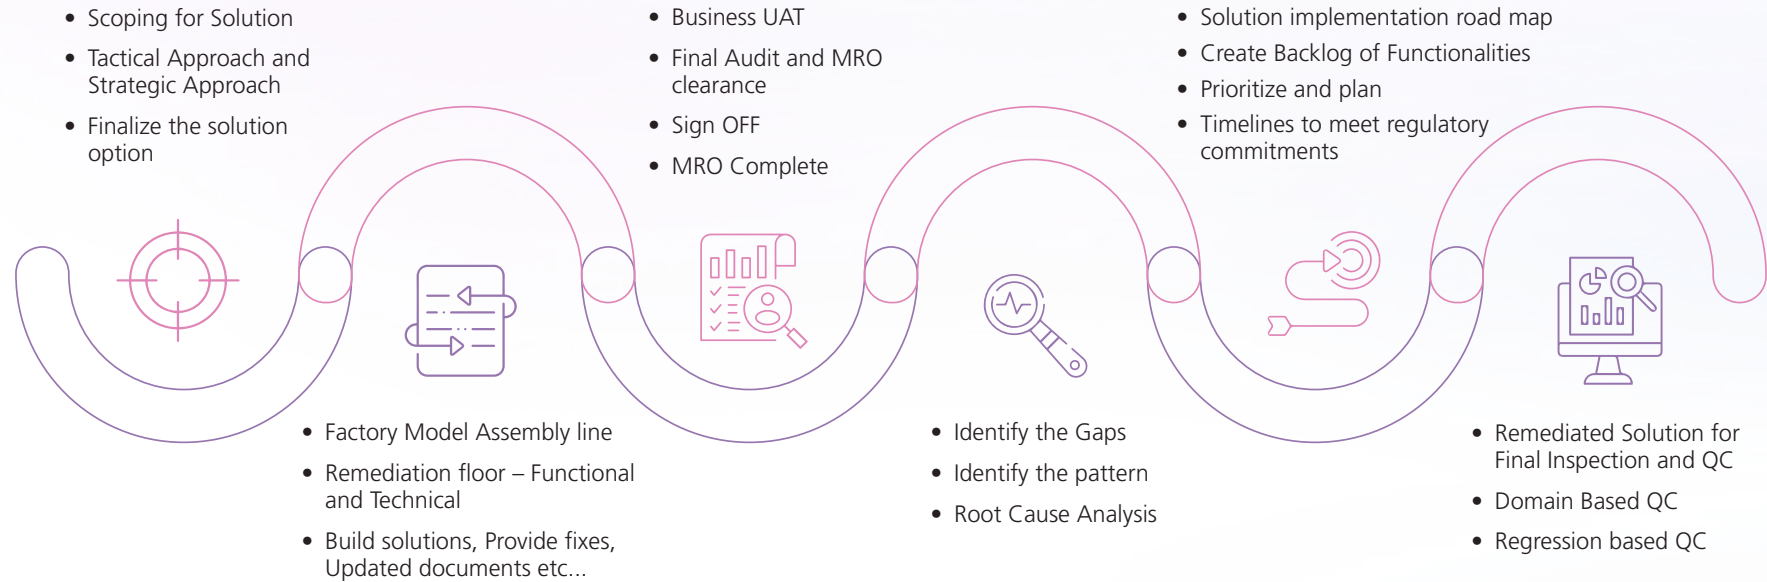 • Scoping for Solution
• Tactical Approach and
Strategic Approach
• Finalize the solution
option
• Factory Model Assembly line
• Remediation floor – Functional
and Technical
• Build solutions, Provide fixes,
Updated documents etc...
• Business UAT
• Final Audit and MRO
clearance
• Sign OFF
• MRO Complete
• Identify the Gaps
• Identify the pattern
• Root Cause Analysis
• Solution implementation road map
• Create Backlog of Functionalities
• Prioritize and plan
• Timelines to meet regulatory
commitments
• Remediated Solution for
Final Inspection and QC
• Domain Based QC
• Regression based QC